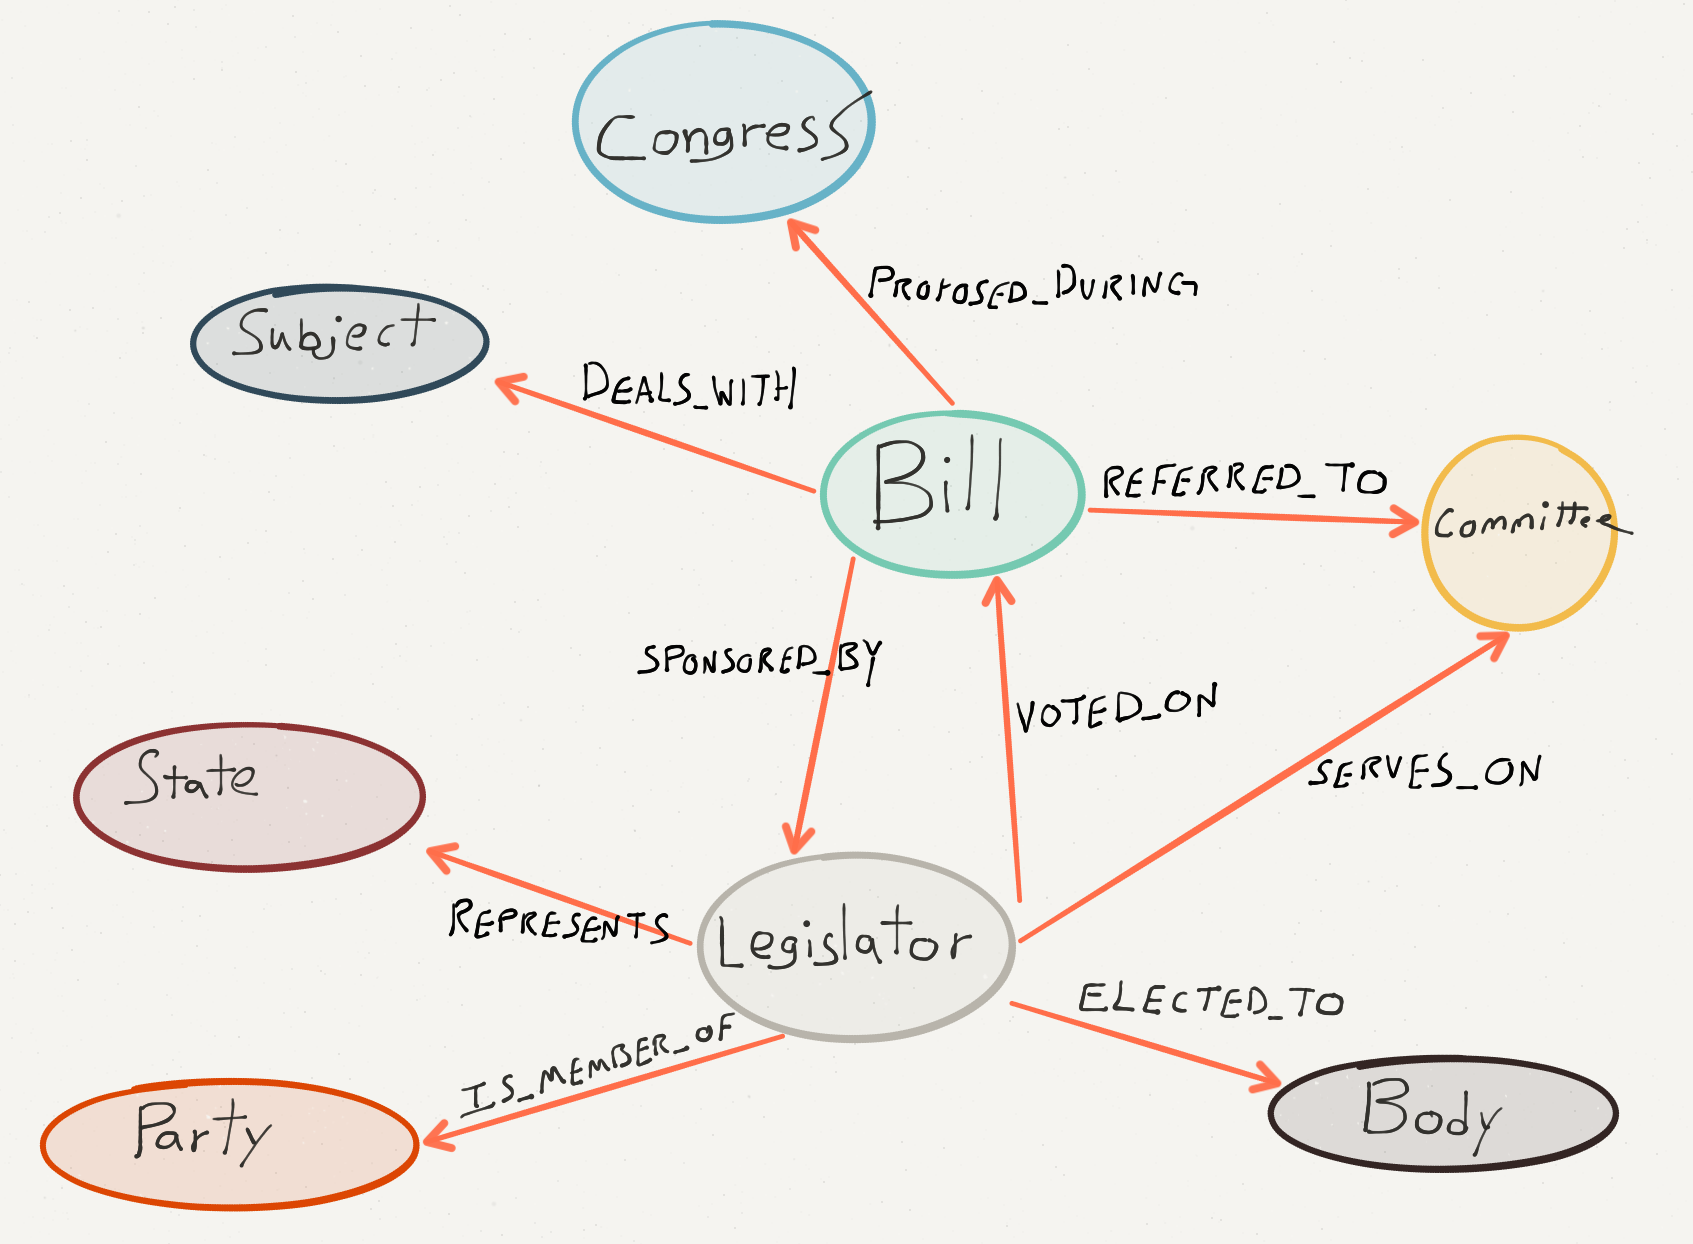 Congress
PROPOSED_DURING
Subject
DEALS_WITH
Bill
REFERRED_TO
Committee
SPONSORED_BY
VOTED_ON
State
SERVES_ON
REPRESENTS
Legislator
ELECTED_TO
IS_MEMBER_OF
Party
Body